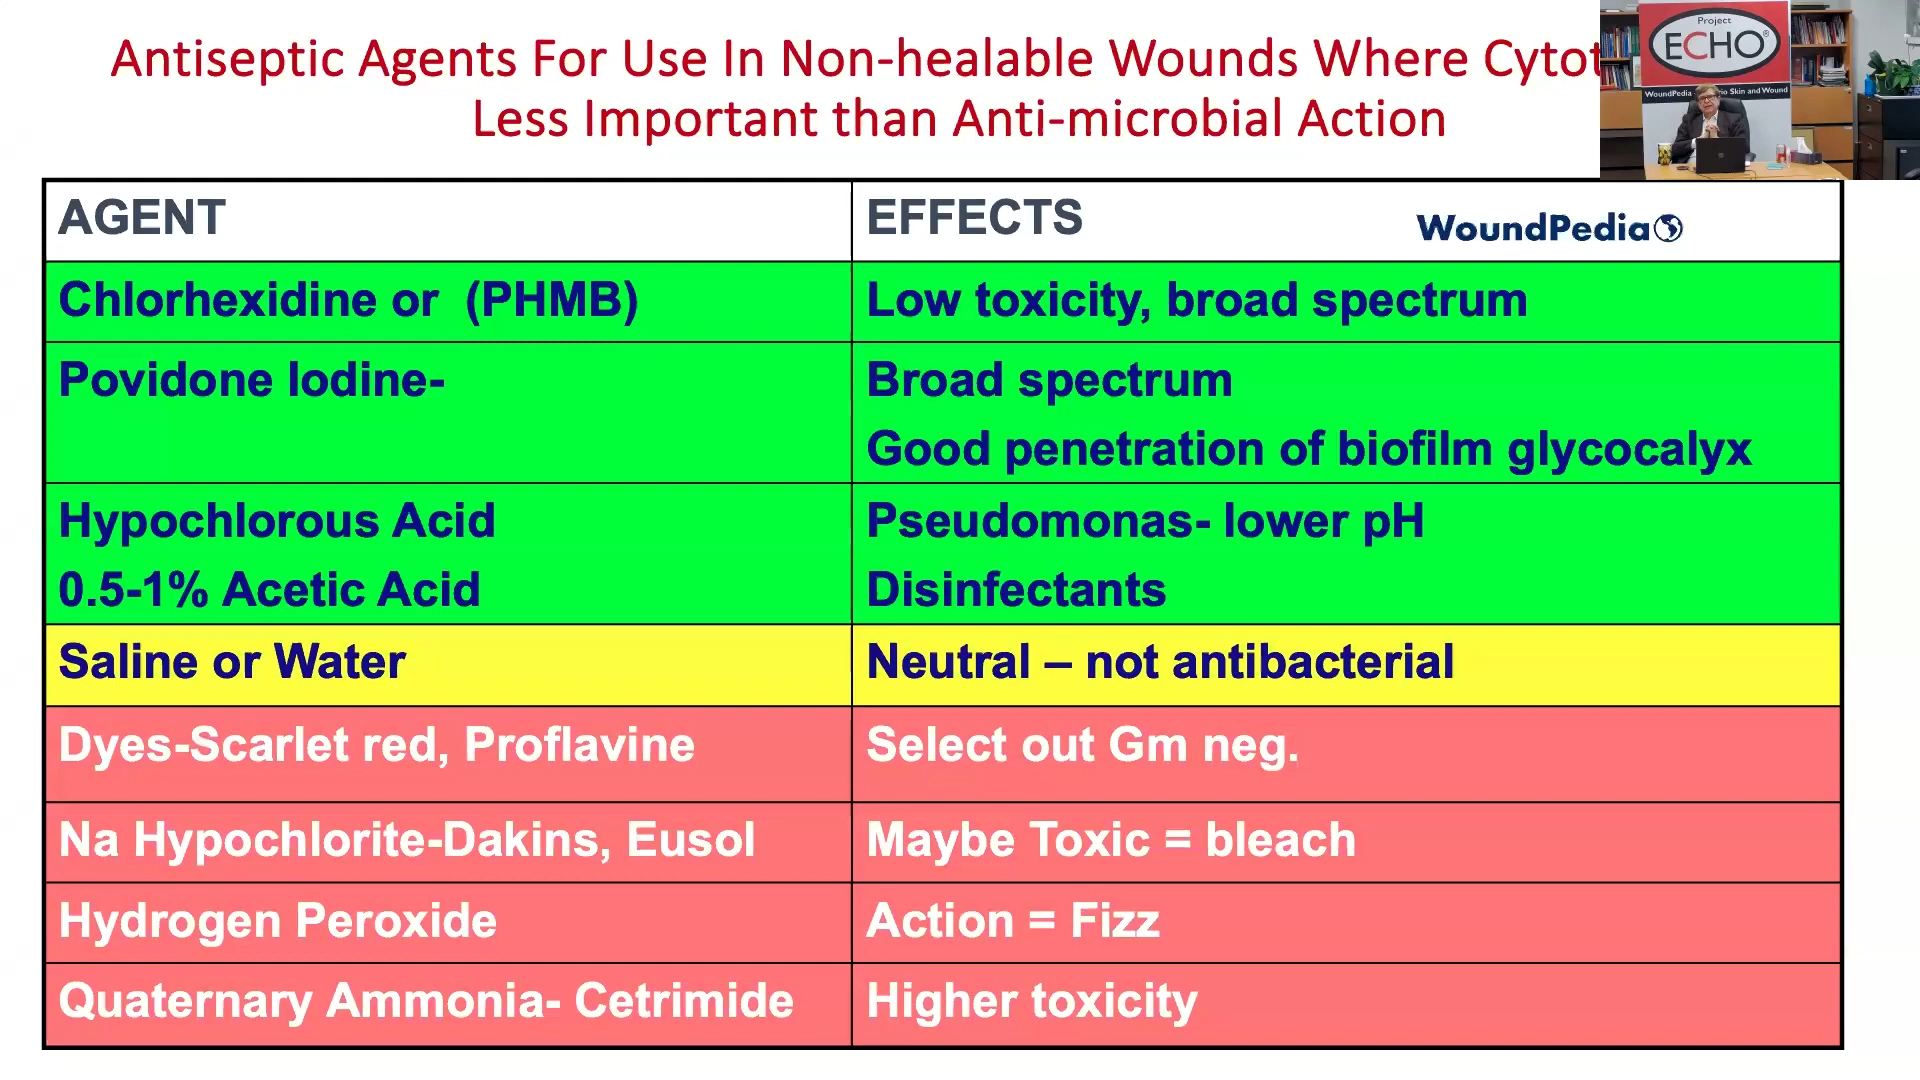 Antiseptic Agents For Use In Non-healable Wounds Where Cytot
Less Important than Anti-microbial Action
Project
ECHO®
WoundPedia
io Skin and Wound
AGENT
EFFECTS
WoundPedia
Chlorhexidine or (PHMB)
Low toxicity, broad spectrum
Povidone Iodine-
Broad spectrum
Good penetration of biofilm glycocalyx
Hypochlorous Acid
Pseudomonas- lower pH
0.5-1% Acetic Acid
Disinfectants
Saline or Water
Neutral – not antibacterial
Dyes-Scarlet red, Proflavine
Select out Gm neg.
Na Hypochlorite-Dakins, Eusol
Maybe Toxic = bleach
Hydrogen Peroxide
Action = Fizz
Quaternary Ammonia- Cetrimide
Higher toxicity